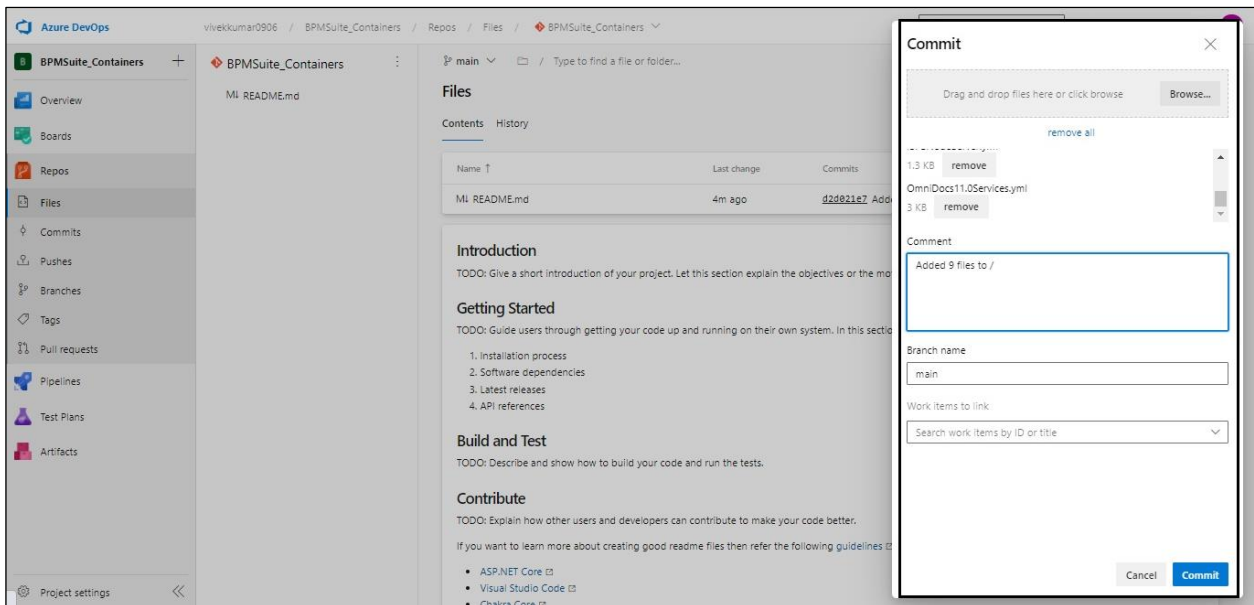 Azure DevOps
vivekkumar0906 / BPMSuite_Containers / Repos / Files / BPMSuite_Containers
B BPMSuite_Containers
Overview
Boards
Repos
Files
Commits
Pushes
Branches
Tags
Pull requests
Pipelines
Test Plans
Artifacts
Project settings
BPMSuite_Containers
M↓ README.md
main / Type to find a file or folder...
Files
Contents History
Name ↑ Last change Commits
M↓ README.md 4m ago d2d021e7 Adde
Introduction
TODO: Give a short introduction of your project. Let this section explain the objectives or the mo
Getting Started
TODO: Guide users through getting your code up and running on their own system. In this sectio
1. Installation process
2. Software dependencies
3. Latest releases
4. API references
Build and Test
TODO: Describe and show how to build your code and run the tests.
Contribute
TODO: Explain how other users and developers can contribute to make your code better.
If you want to learn more about creating good readme files then refer the following guidelines
ASP.NET Core
Visual Studio Code
Chakra Core
Commit
Drag and drop files here or click browse Browse...
remove all
1.3 KB remove
OmniDocs11.0Services.yml
3 KB remove
Comment
Added 9 files to /
Branch name
main
Work items to link
Search work items by ID or title
Cancel Commit